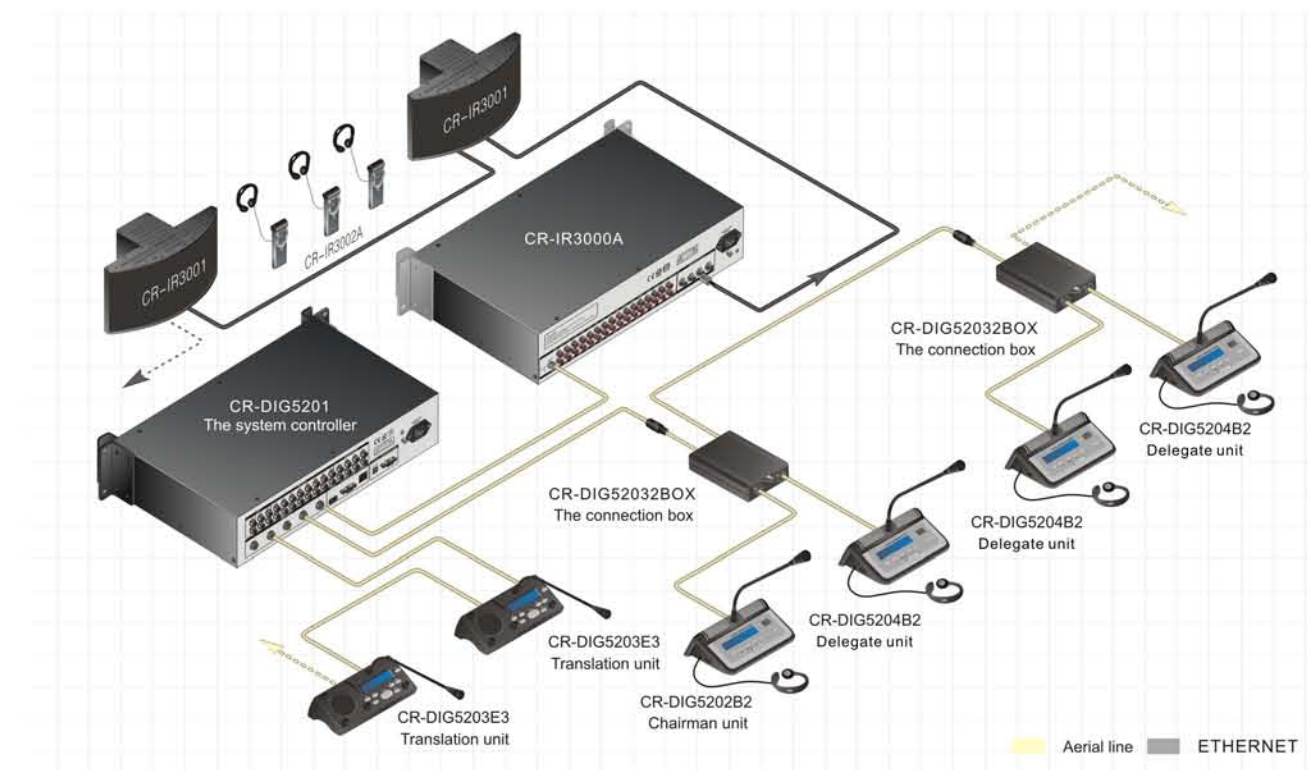 CR-IR3001
CR-IR3002A
CR-IR3001
CR-IR3000A
CR-DIG5201
The system controller
CR-DIG52032BOX
The connection box
CR-DIG5204B2
Delegate unit
CR-DIG5204B2
Delegate unit
CR-DIG52032BOX
The connection box
CR-DIG5204B2
Delegate unit
CR-DIG5202B2
Chairman unit
CR-DIG5203E3
Translation unit
CR-DIG5203E3
Translation unit
Aerial line
ETHERNET